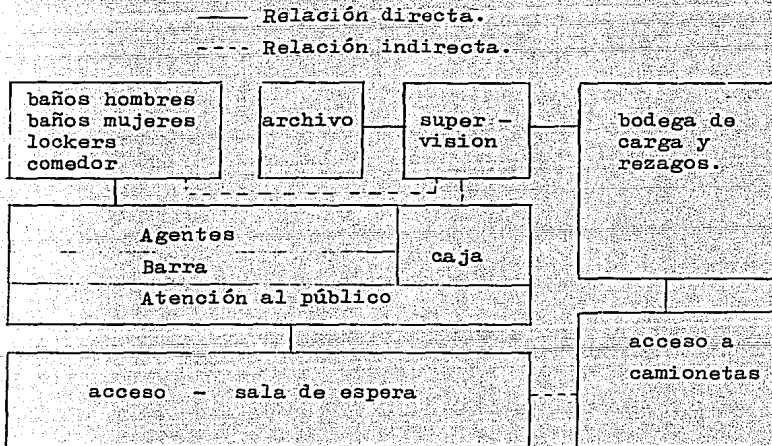 Relación directa.
Relación indirecta.
baños hombres
baños mujeres
lockers
comedor
archivo
super-
vision
bodega de
carga y
rezagos.
Agentes
Barra
caja
Atención al público
acceso - sala de espera
acceso a
camionetas